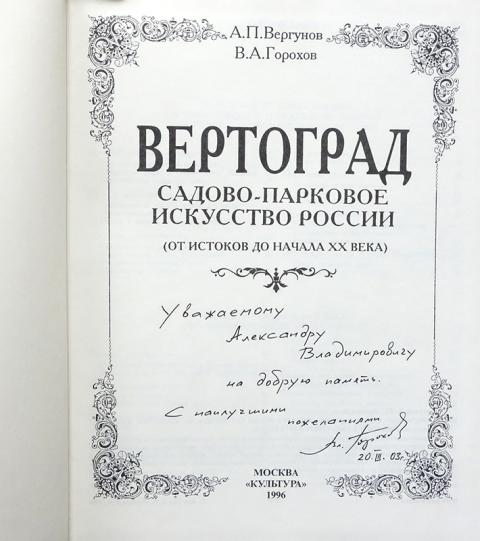 А.П.Вергунов
В.А.Горохов
ВЕРТОГРАД
САДОВО-ПАРКОВОЕ
ИСКУССТВО РОССИИ
(ОТ ИСТОКОВ ДО НАЧАЛА XX ВЕКА)
Уважаемому
Александру
Владимировичу
на добрую память.
С наилучшими
пожеланиями
20.III.03г.
МОСКВА
«КУЛЬТУРА»
1996